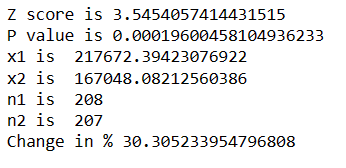 Z score is 3.5454057414431515
P value is 0.00019600458104936233
x1 is  217672.39423076922
x2 is  167048.08212560386
n1 is  208
n2 is  207
Change in % 30.305233954796808